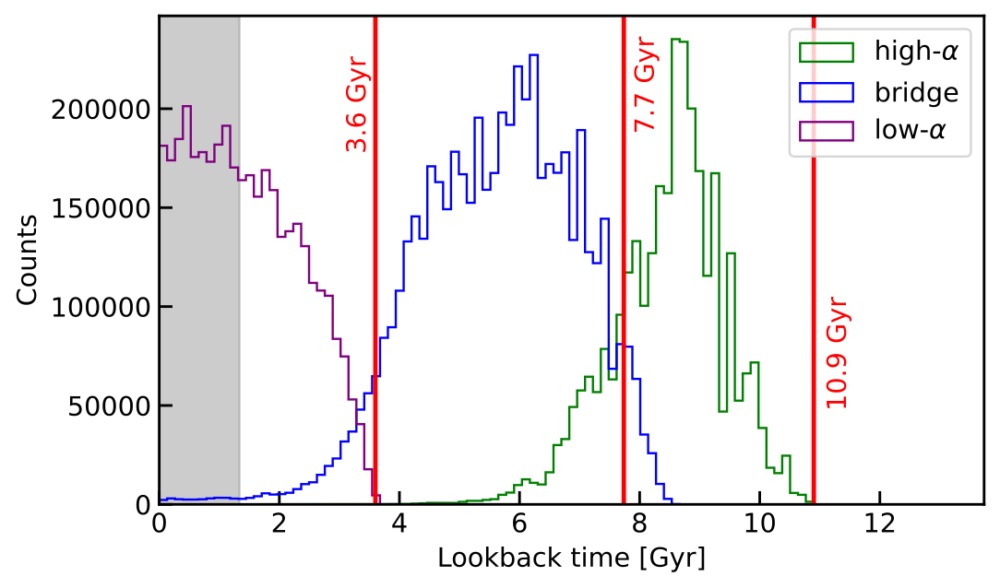 3.6 Gyr
7.7 Gyr
10.9 Gyr
high-α
bridge
low-α
Counts
200000
150000
100000
50000
0
0 2 4 6 8 10 12
Lookback time [Gyr]